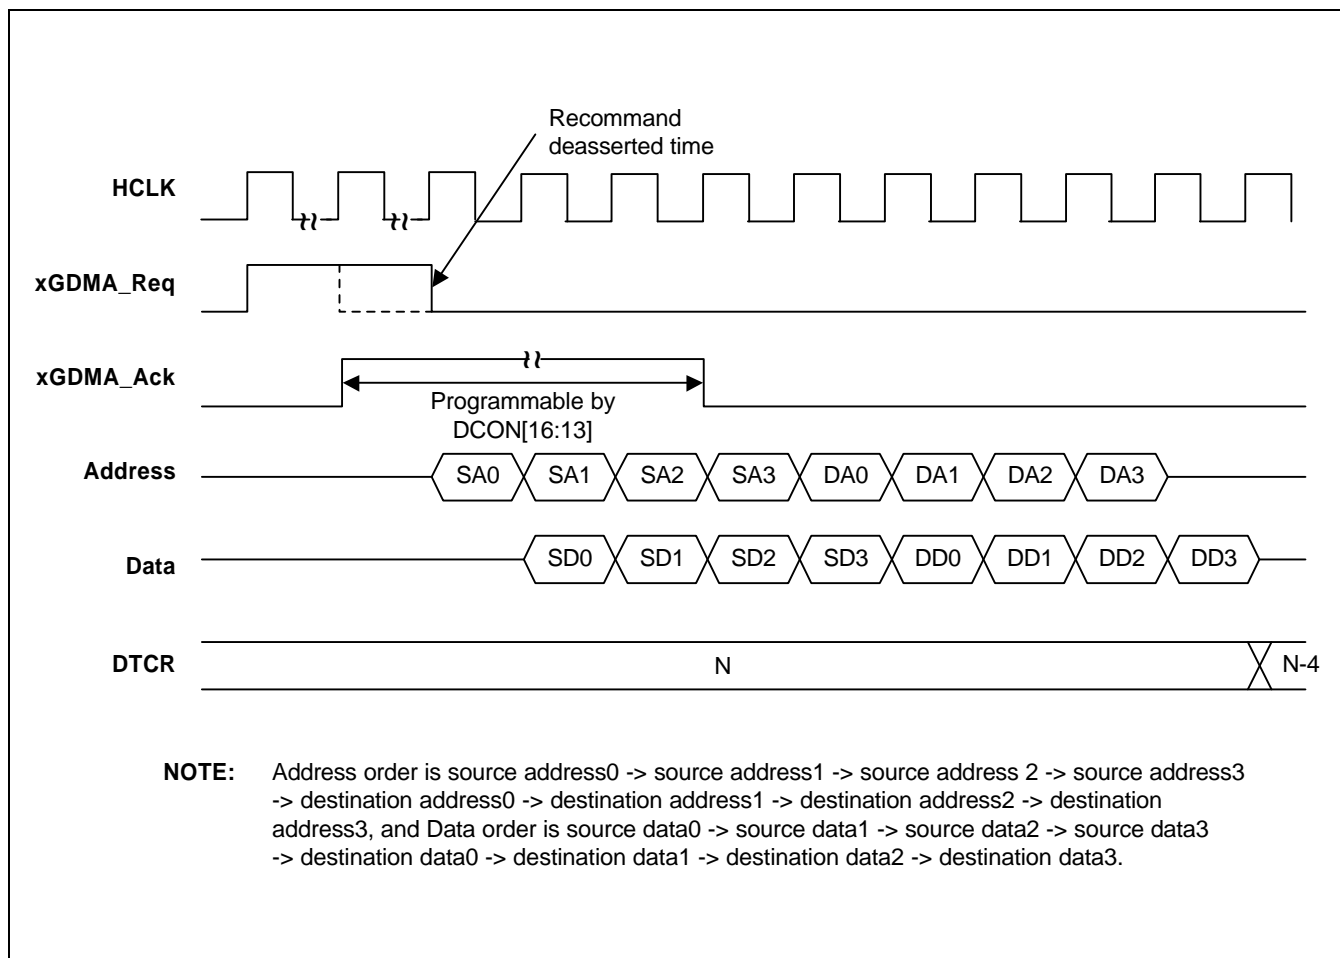 Recommand
deasserted time
HCLK
xGDMA_Req
xGDMA_Ack
Programmable by
DCON[16:13]
Address SA0 SA1 SA2 SA3 DA0 DA1 DA2 DA3
Data SD0 SD1 SD2 SD3 DD0 DD1 DD2 DD3
DTCR N N-4
NOTE: Address order is source address0 -> source address1 -> source address 2 -> source address3
-> destination address0 -> destination address1 -> destination address2 -> destination
address3, and Data order is source data0 -> source data1 -> source data2 -> source data3
-> destination data0 -> destination data1 -> destination data2 -> destination data3.